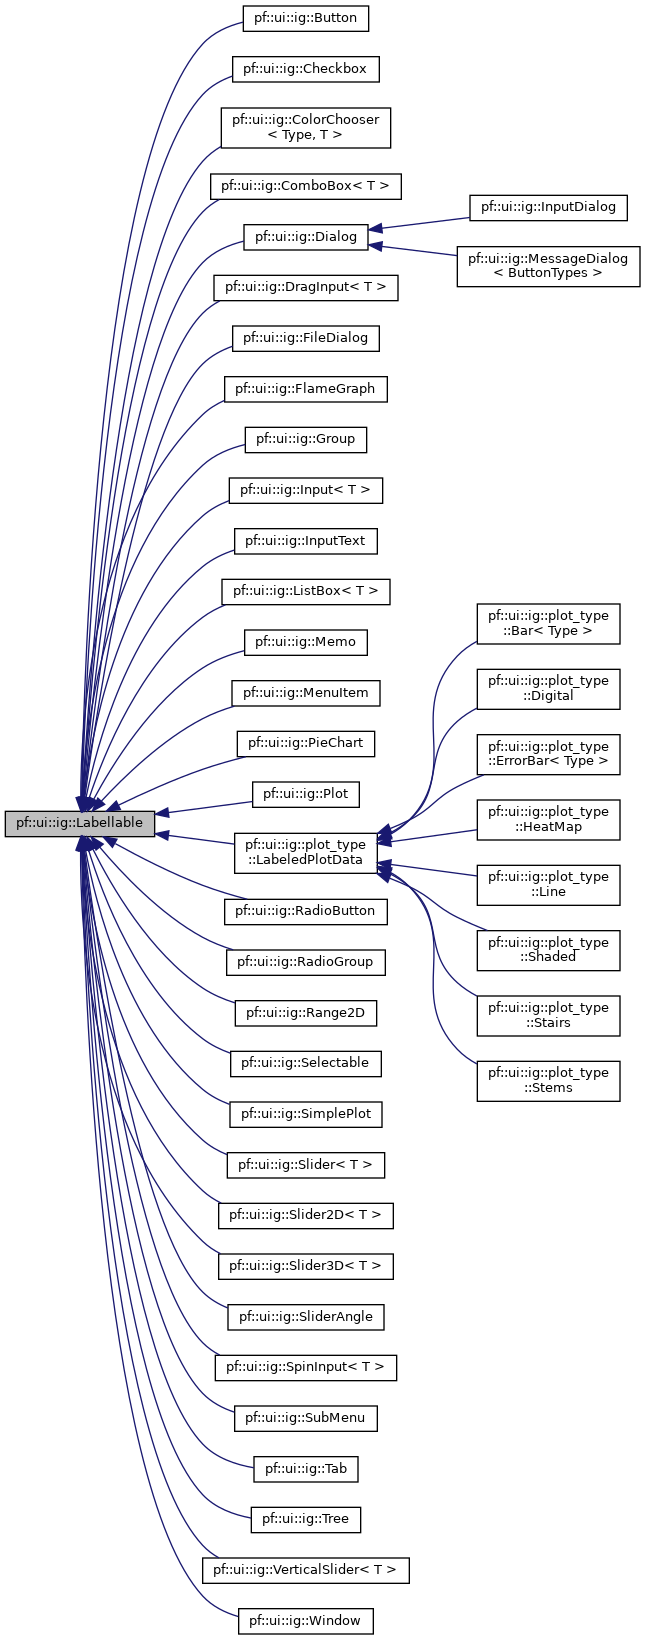 pf::ui::ig::Button
pf::ui::ig::Checkbox
pf::ui::ig::ColorChooser
< Type, T >
pf::ui::ig::ComboBox< T >
pf::ui::ig::Dialog
pf::ui::ig::InputDialog
pf::ui::ig::MessageDialog
< ButtonTypes >
pf::ui::ig::DragInput< T >
pf::ui::ig::FileDialog
pf::ui::ig::FlameGraph
pf::ui::ig::Group
pf::ui::ig::Input< T >
pf::ui::ig::InputText
pf::ui::ig::ListBox< T >
pf::ui::ig::Memo
pf::ui::ig::MenuItem
pf::ui::ig::PieChart
pf::ui::ig::Plot
pf::ui::ig::Labellable
pf::ui::ig::plot_type
::LabeledPlotData
pf::ui::ig::plot_type
::Bar< Type >
pf::ui::ig::plot_type
::Digital
pf::ui::ig::plot_type
::ErrorBar< Type >
pf::ui::ig::plot_type
::HeatMap
pf::ui::ig::plot_type
::Line
pf::ui::ig::plot_type
::Shaded
pf::ui::ig::plot_type
::Stairs
pf::ui::ig::plot_type
::Stems
pf::ui::ig::RadioButton
pf::ui::ig::RadioGroup
pf::ui::ig::Range2D
pf::ui::ig::Selectable
pf::ui::ig::SimplePlot
pf::ui::ig::Slider< T >
pf::ui::ig::Slider2D< T >
pf::ui::ig::Slider3D< T >
pf::ui::ig::SliderAngle
pf::ui::ig::SpinInput< T >
pf::ui::ig::SubMenu
pf::ui::ig::Tab
pf::ui::ig::Tree
pf::ui::ig::VerticalSlider< T >
pf::ui::ig::Window